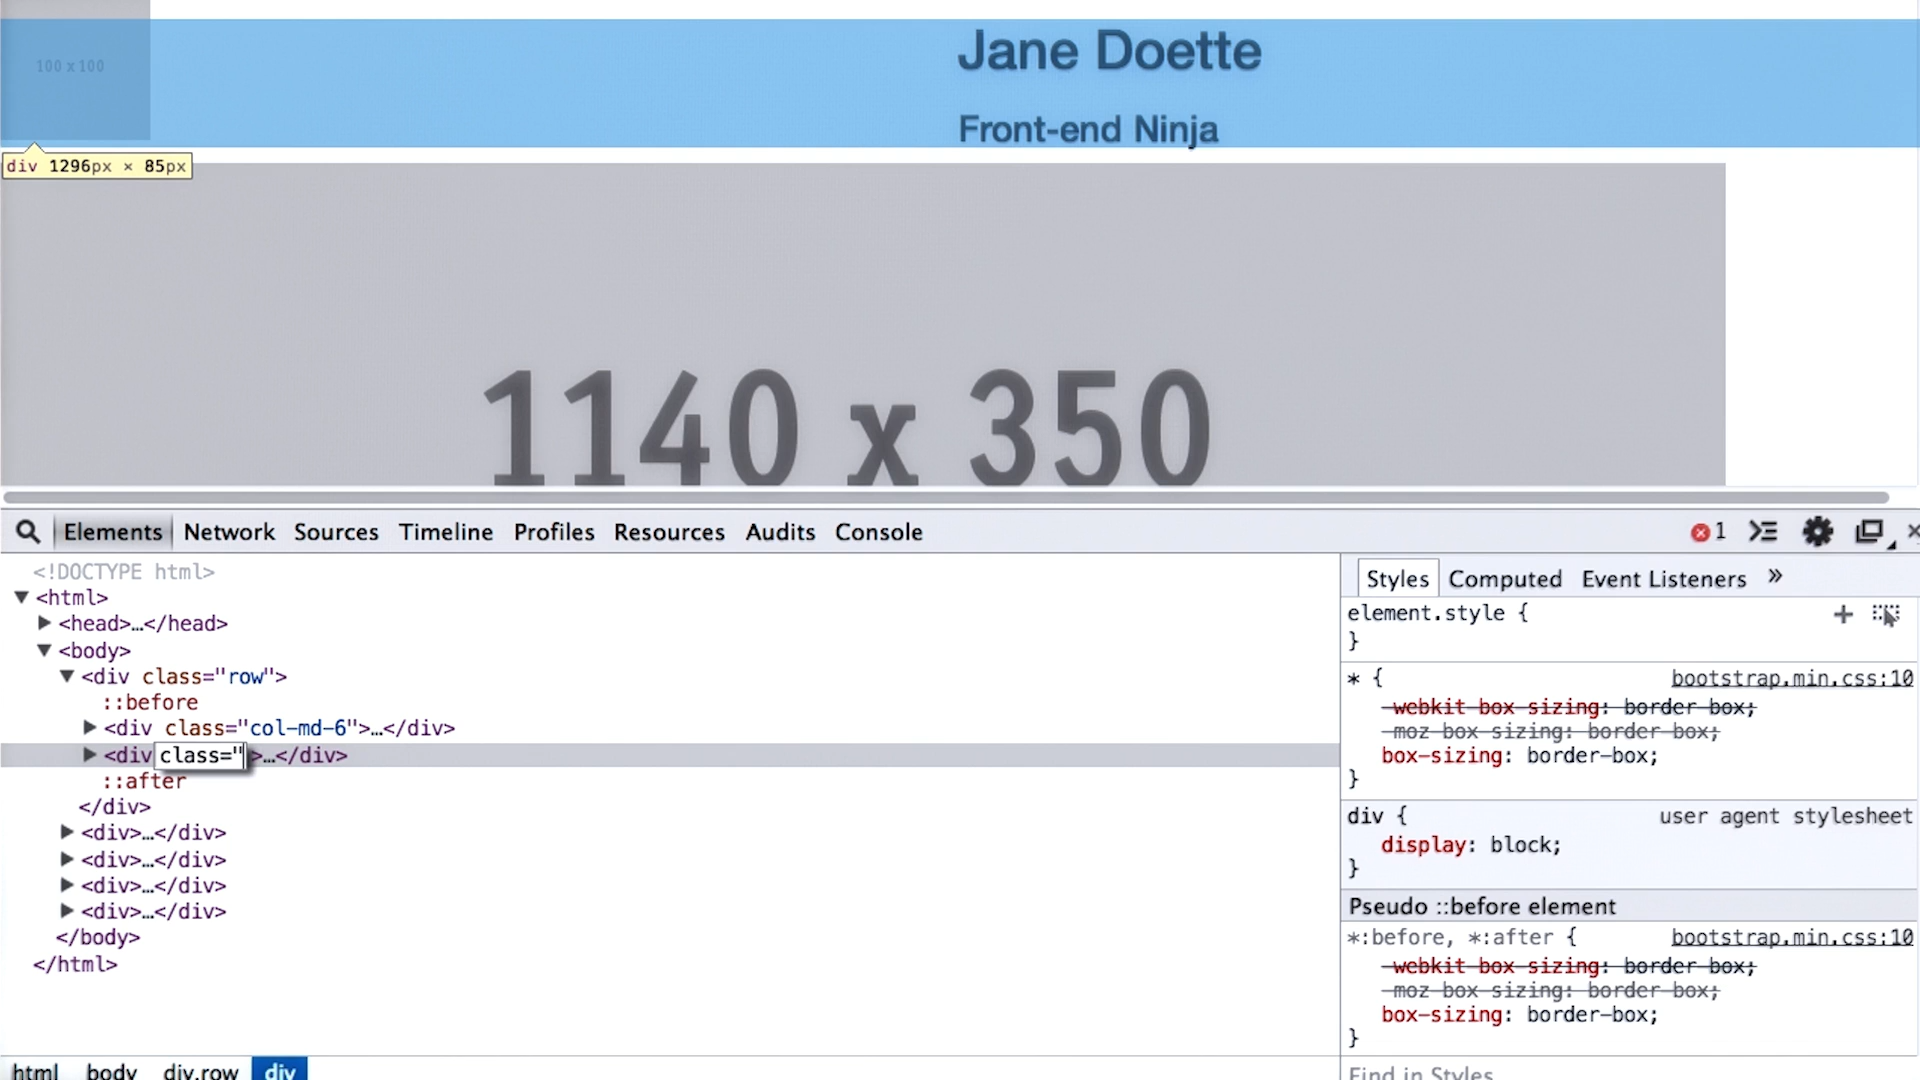 100 x 100
Jane Doette
Front-end Ninja
div 1296px × 85px
1140 x 350
Elements Network Sources Timeline Profiles Resources Audits Console 1
<!DOCTYPE html>
<html>
<head>…</head>
<body>
<div class="row">
::before
<div class="col-md-6">…</div>
<div class=" >…</div>
::after
</div>
<div>…</div>
<div>…</div>
<div>…</div>
<div>…</div>
</body>
</html>
html body div.row div
Styles Computed Event Listeners »
element.style {
}
* { bootstrap.min.css:10
-webkit-box-sizing: border-box;
-moz-box-sizing: border-box;
box-sizing: border-box;
}
div { user agent stylesheet
display: block;
}
Pseudo ::before element
*:before, *:after { bootstrap.min.css:10
-webkit-box-sizing: border-box;
-moz-box-sizing: border-box;
box-sizing: border-box;
}
Find in Styles